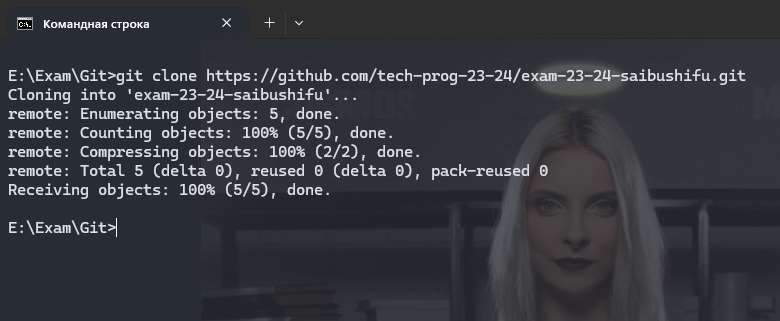 Командная строка
E:\Exam\Git>git clone https://github.com/tech-prog-23-24/exam-23-24-saibushifu.git
Cloning into 'exam-23-24-saibushifu'...
remote: Enumerating objects: 5, done.
remote: Counting objects: 100% (5/5), done.
remote: Compressing objects: 100% (2/2), done.
remote: Total 5 (delta 0), reused 0 (delta 0), pack-reused 0
Receiving objects: 100% (5/5), done.
E:\Exam\Git>